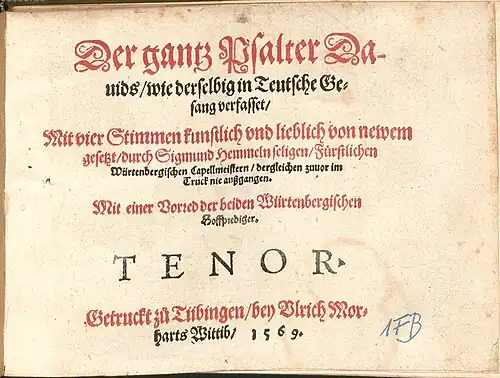 Der gantz Psalter Da-
uids/wie derselbig in Teutsche Ge-
sang verfasset/
Mit vier Stimmen kunstlich vnd lieblich von newem
gesetzt/durch Sigmund Hemmeln seligen/Fürstlichen
Würtenbergischen Capellmeistern/dergleichen zuuor im
Truck nie außgangen.
Mit einer Vorred der beiden Würtenbergischen
Hoffprediger.
TENOR.
Getruckt zů Tübingen/bey Vlrich Mor-
harts Wittib/ 1569.
1FB